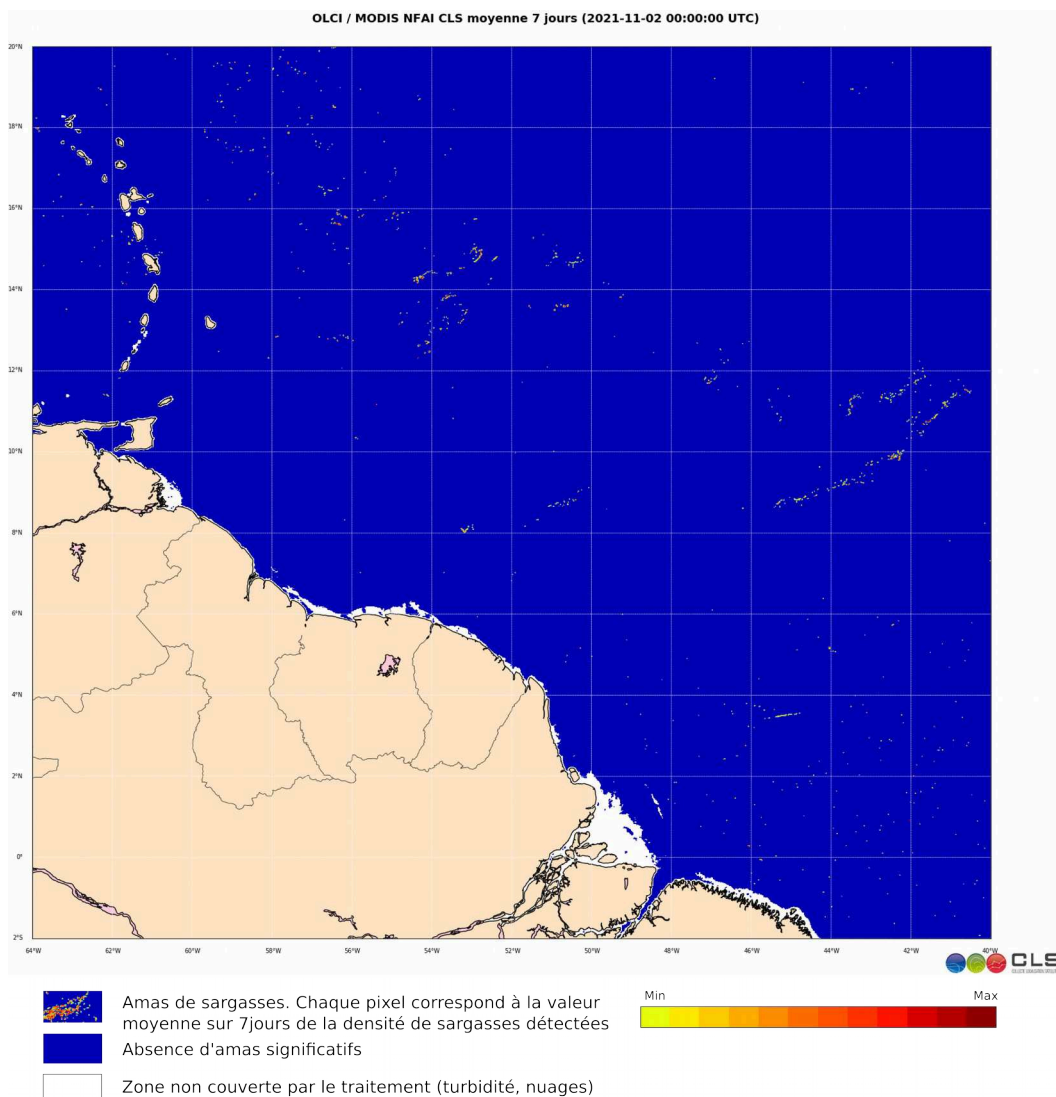 OLCI / MODIS NFAI CLS moyenne 7 jours (2021-11-02 00:00:00 UTC)
20°N
18°N
16°N
14°N
12°N
10°N
8°N
6°N
4°N
2°N
0°
2°S
64°W 62°W 60°W 58°W 56°W 54°W 52°W 50°W 48°W 46°W 44°W 42°W 40°W
CLS
Amas de sargasses. Chaque pixel correspond à la valeur
moyenne sur 7jours de la densité de sargasses détectées
Min Max
Absence d'amas significatifs
Zone non couverte par le traitement (turbidité, nuages)